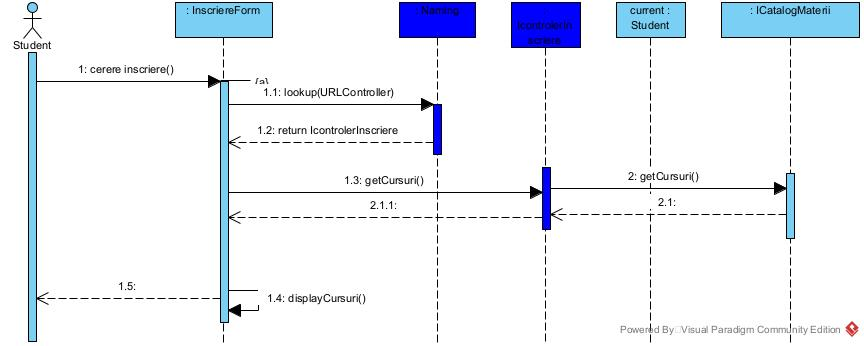 : InscriereForm
: Naming
IcontrolerIn
scriere
current :
Student
: ICatalogMaterii
Student
1: cerere inscriere()
{a}
1.1: lookup(URLController)
1.2: return IcontrolerInscriere
1.3: getCursuri()
2: getCursuri()
2.1.1:
2.1:
1.5:
1.4: displayCursuri()
Powered By Visual Paradigm Community Edition